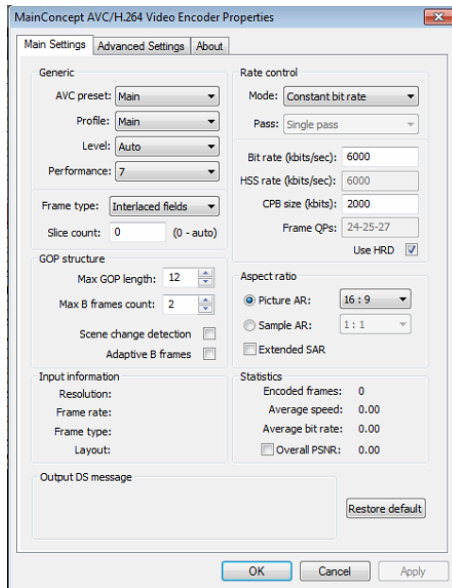 MainConcept AVC/H.264 Video Encoder Properties
Main Settings Advanced Settings About
Generic
AVC preset: Main
Profile: Main
Level: Auto
Performance: 7
Frame type: Interlaced fields
Slice count: 0 (0 - auto)
GOP structure
Max GOP length: 12
Max B frames count: 2
Scene change detection
Adaptive B frames
Input information
Resolution:
Frame rate:
Frame type:
Layout:
Rate control
Mode: Constant bit rate
Pass: Single pass
Bit rate (kbits/sec): 6000
HSS rate (kbits/sec): 6000
CPB size (kbits): 2000
Frame QPs: 24-25-27
Use HRD
Aspect ratio
Picture AR: 16 : 9
Sample AR: 1 : 1
Extended SAR
Statistics
Encoded frames: 0
Average speed: 0.00
Average bit rate: 0.00
Overall PSNR: 0.00
Output DS message
Restore default
OK Cancel Apply